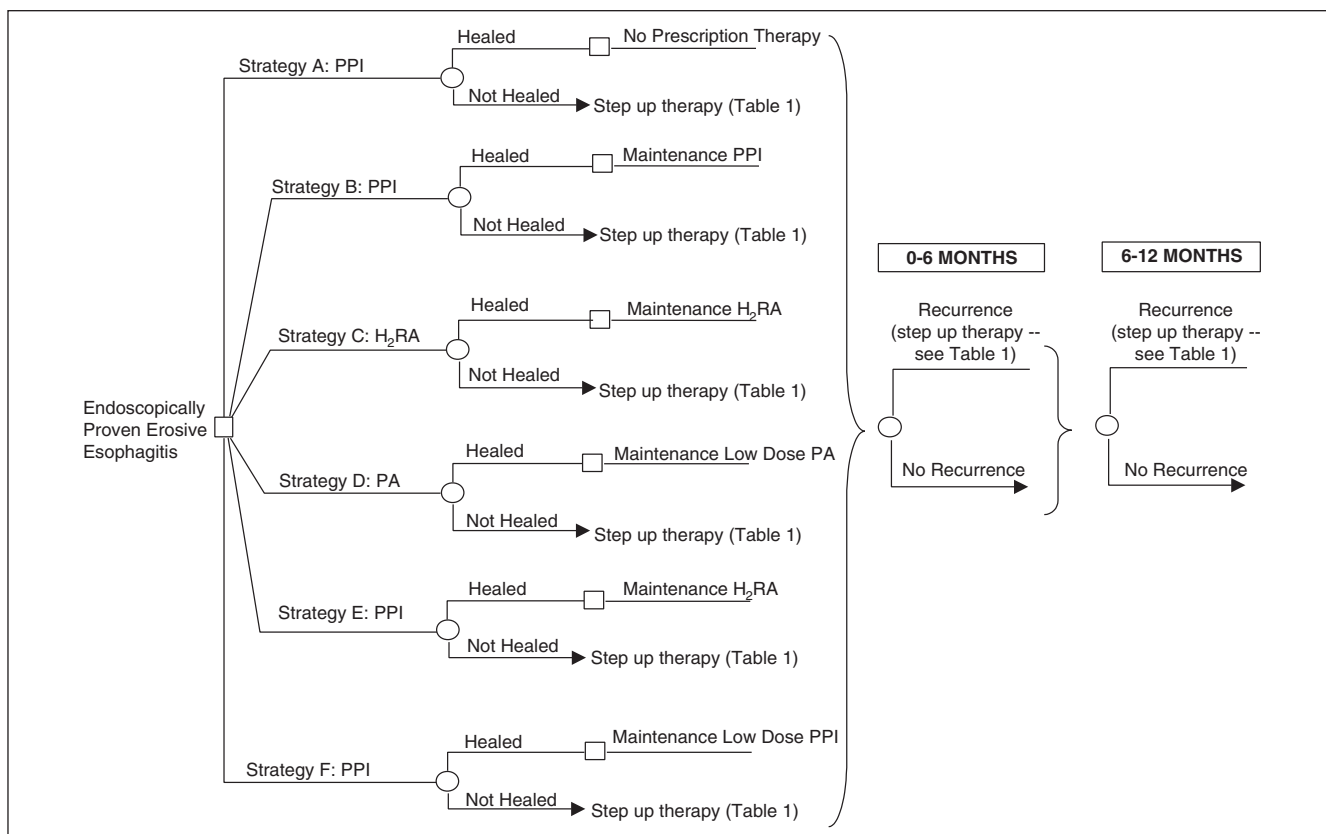 Healed
No Prescription Therapy
Strategy A: PPI
Not Healed
Step up therapy (Table 1)
Healed
Maintenance PPI
Strategy B: PPI
Not Healed
Step up therapy (Table 1)
Healed
Maintenance H₂RA
Strategy C: H₂RA
Not Healed
Step up therapy (Table 1)
Endoscopically
Proven Erosive
Esophagitis
Healed
Maintenance Low Dose PA
Strategy D: PA
Not Healed
Step up therapy (Table 1)
Healed
Maintenance H₂RA
Strategy E: PPI
Not Healed
Step up therapy (Table 1)
Healed
Maintenance Low Dose PPI
Strategy F: PPI
Not Healed
Step up therapy (Table 1)
0-6 MONTHS
Recurrence
(step up therapy --
see Table 1)
No Recurrence
6-12 MONTHS
Recurrence
(step up therapy --
see Table 1)
No Recurrence